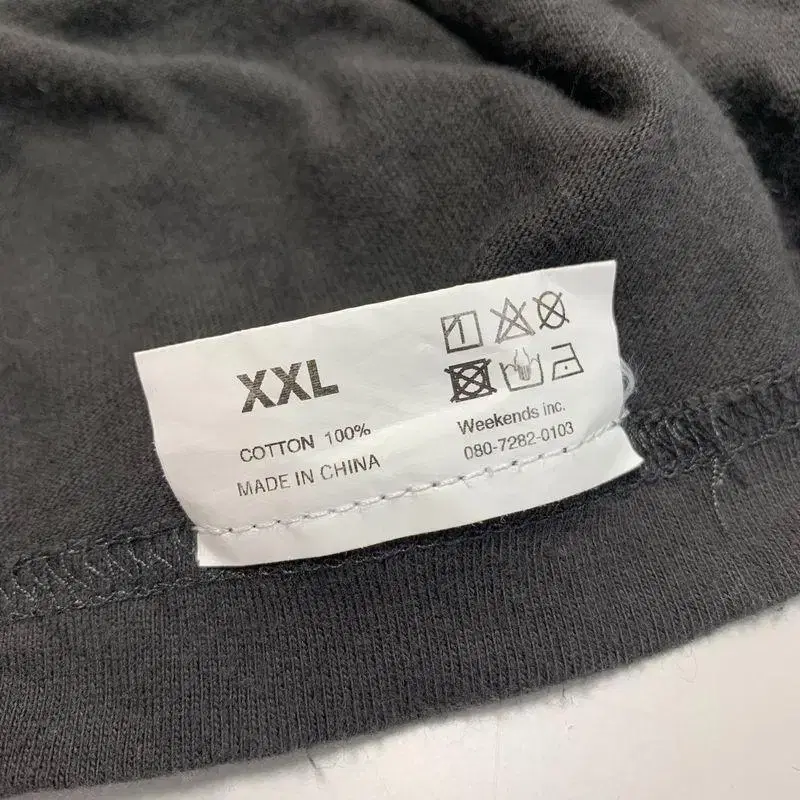 XXL
COTTON 100%
MADE IN CHINA
Weekends inc.
080-7282-0103